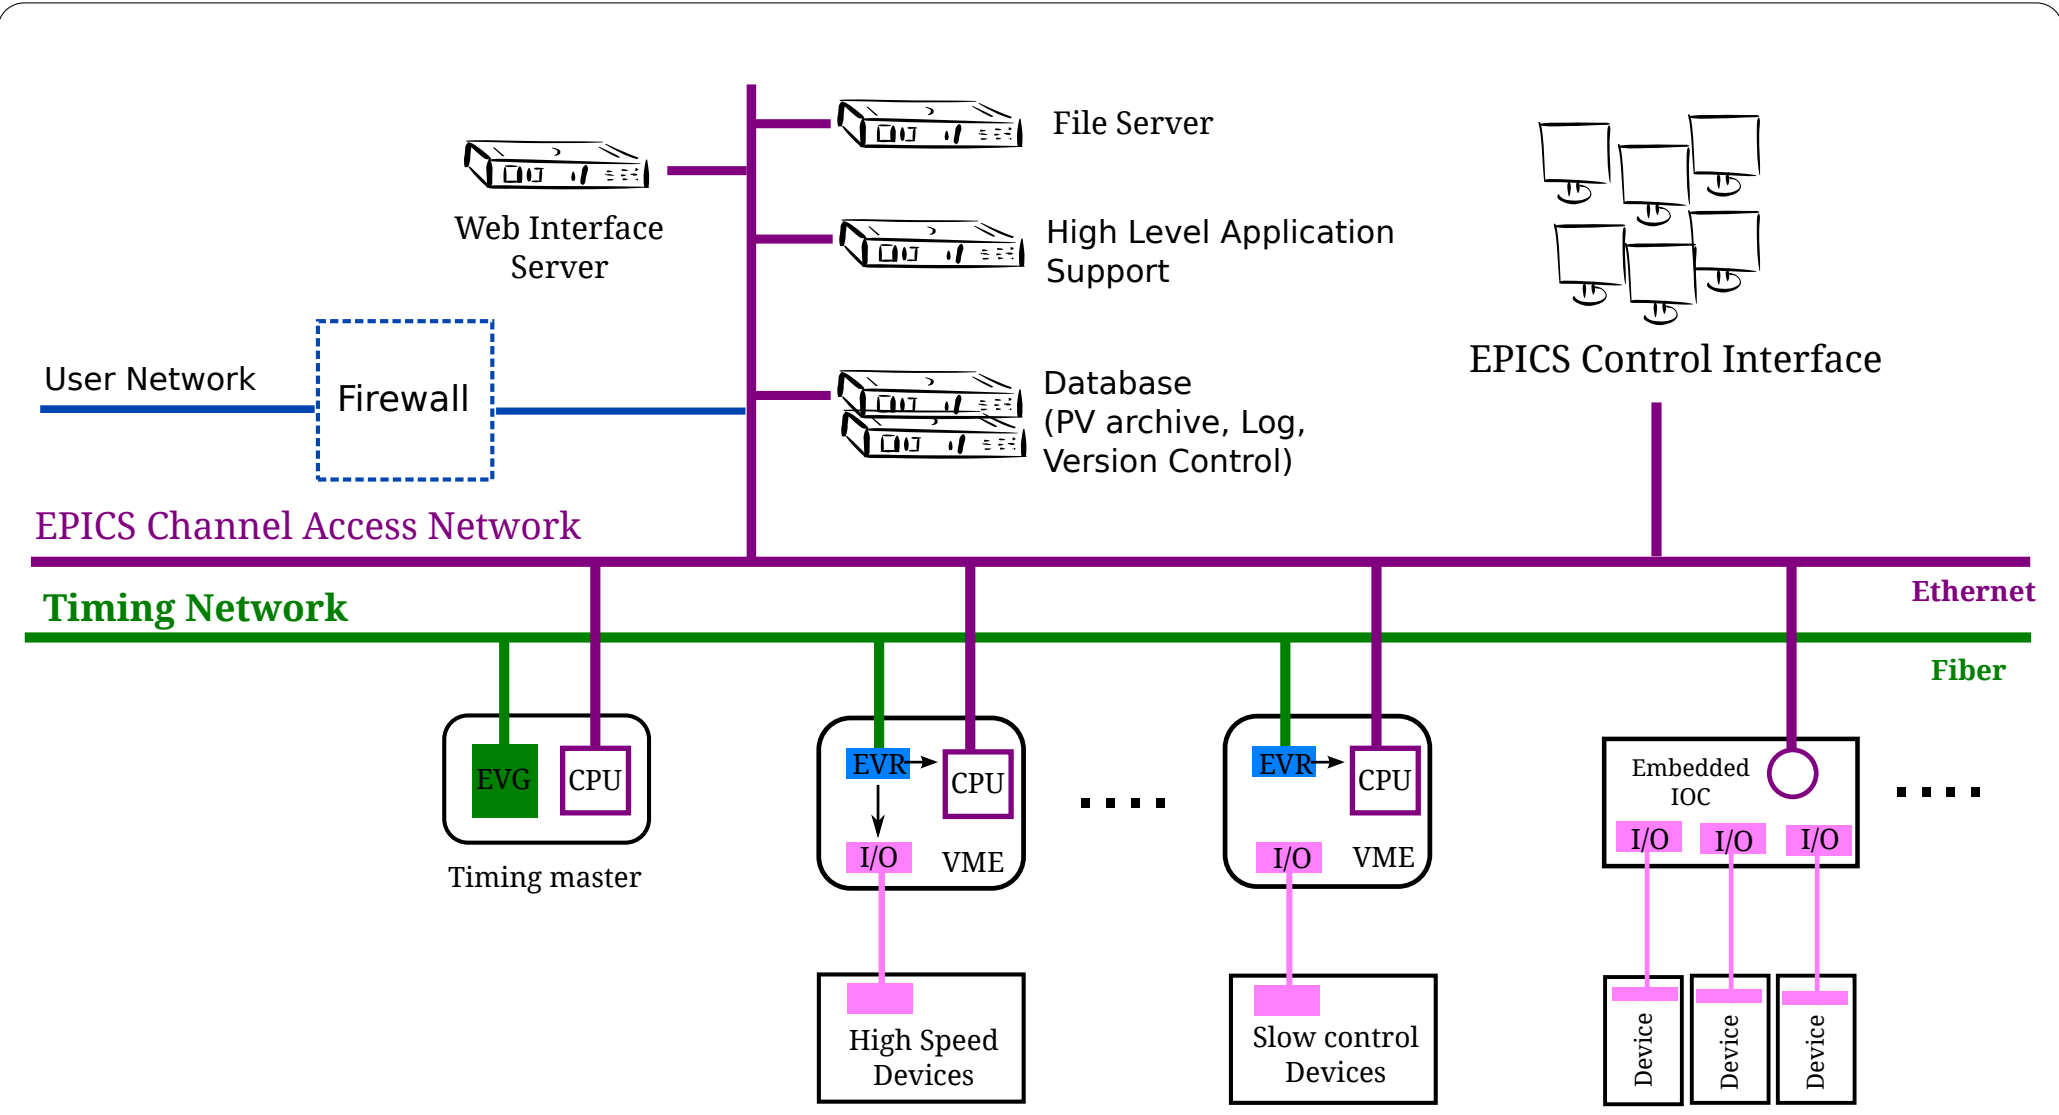 File Server
Web Interface
Server
High Level Application
Support
EPICS Control Interface
User Network
Firewall
Database
(PV archive, Log,
Version Control)
EPICS Channel Access Network
Ethernet
Timing Network
Fiber
EVG
CPU
Timing master
EVR
CPU
I/O
VME
EVR
CPU
I/O
VME
Embedded
IOC
I/O
I/O
I/O
High Speed
Devices
Slow control
Devices
Device
Device
Device